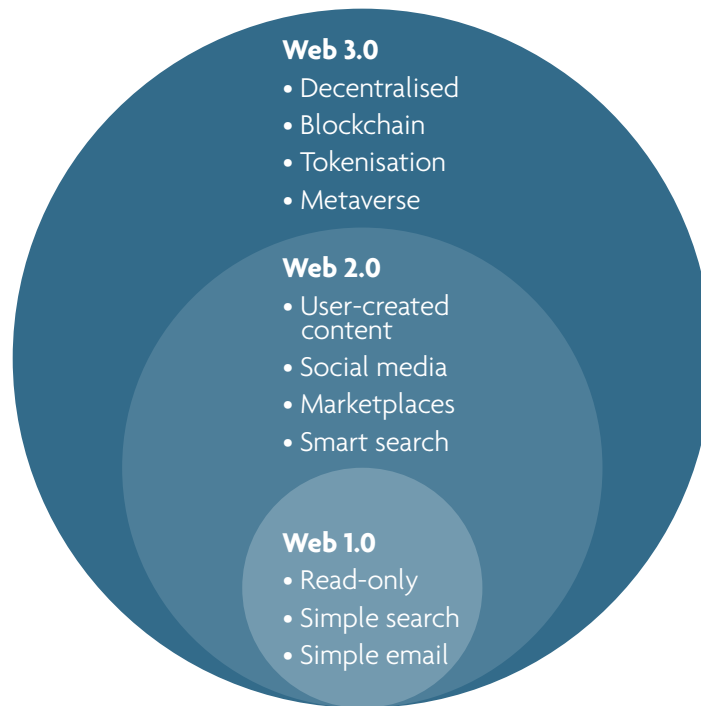 Web 3.0
• Decentralised
• Blockchain
• Tokenisation
• Metaverse
Web 2.0
• User-created
content
• Social media
• Marketplaces
• Smart search
Web 1.0
• Read-only
• Simple search
• Simple email